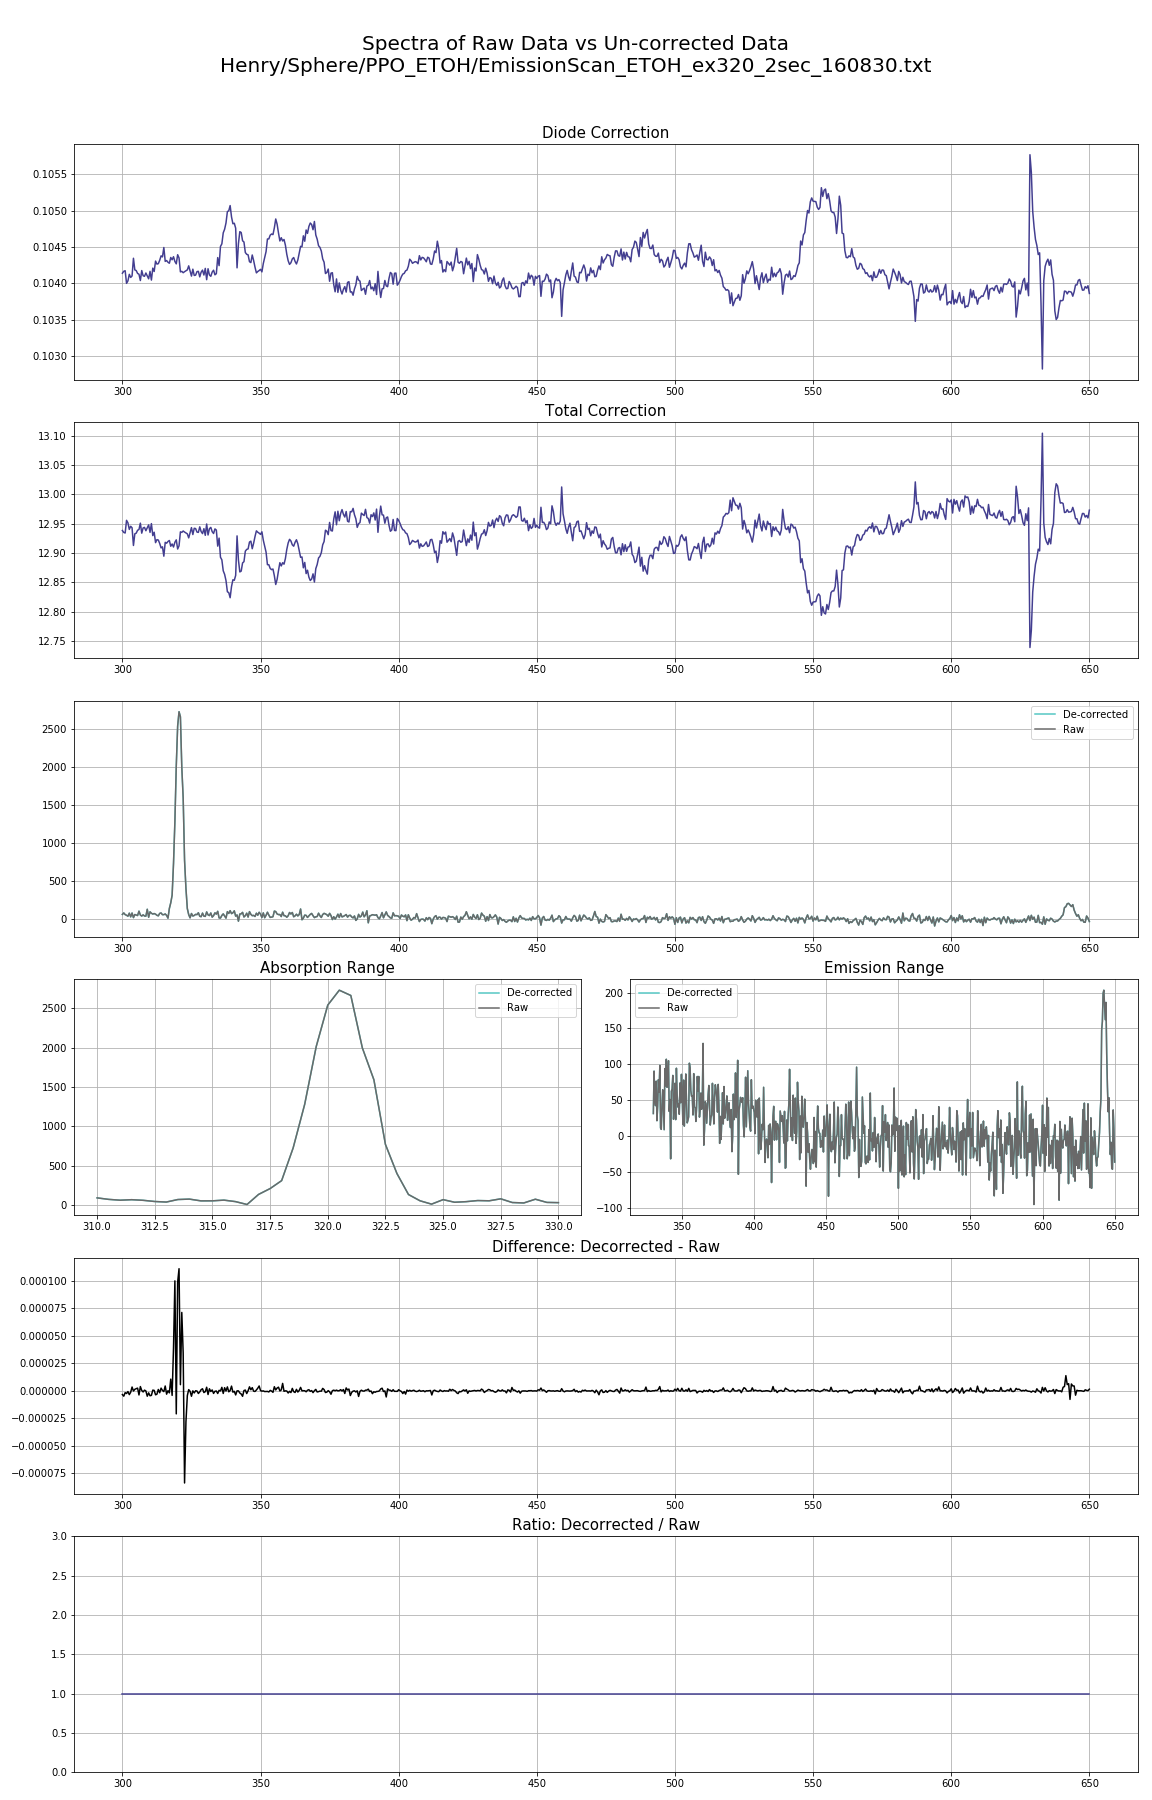 Spectra of Raw Data vs Un-corrected Data
Henry/Sphere/PPO_ETOH/EmissionScan_ETOH_ex320_2sec_160830.txt
Diode Correction
0.1055
0.1050
0.1045
0.1040
0.1035
0.1030
300 350 400 450 500 550 600 650
Total Correction
13.10
13.05
13.00
12.95
12.90
12.85
12.80
12.75
300 350 400 450 500 550 600 650
De-corrected
Raw
2500
2000
1500
1000
500
0
300 350 400 450 500 550 600 650
Absorption Range
De-corrected
Raw
2500
2000
1500
1000
500
0
310.0 312.5 315.0 317.5 320.0 322.5 325.0 327.5 330.0
Emission Range
De-corrected
Raw
200
150
100
50
0
−50
−100
350 400 450 500 550 600 650
Difference: Decorrected - Raw
0.000100
0.000075
0.000050
0.000025
0.000000
−0.000025
−0.000050
−0.000075
300 350 400 450 500 550 600 650
Ratio: Decorrected / Raw
3.0
2.5
2.0
1.5
1.0
0.5
0.0
300 350 400 450 500 550 600 650